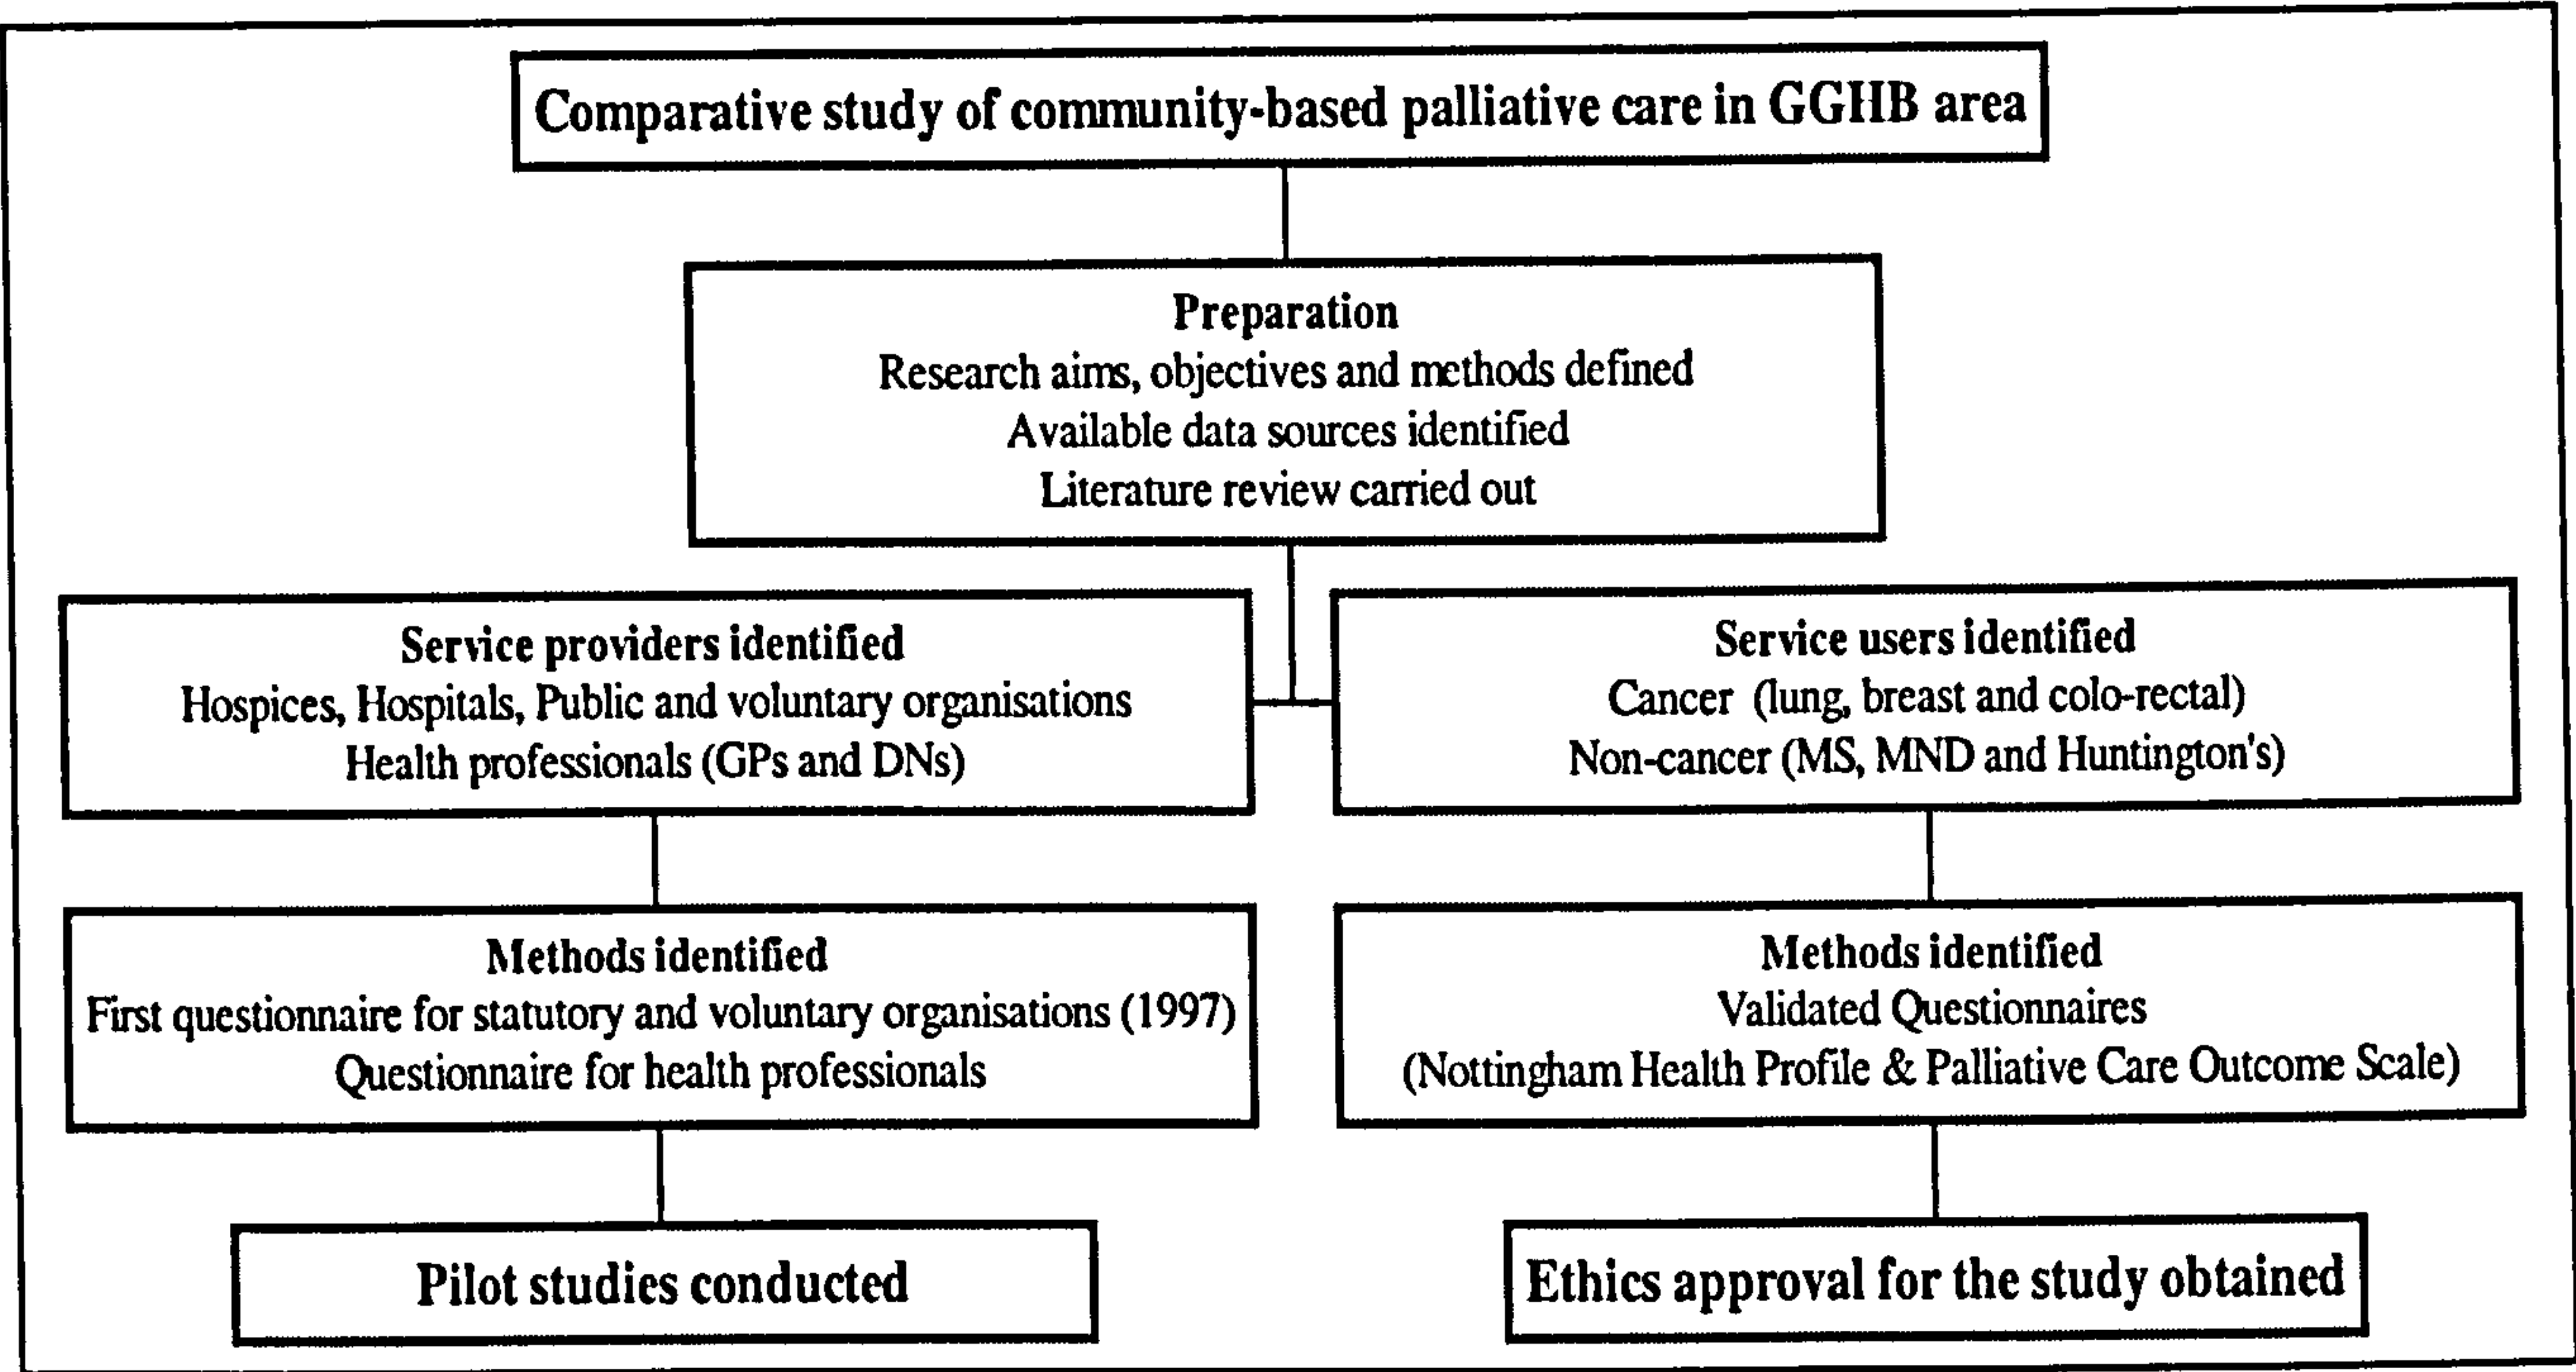 Comparative study of community-based palliative care in GGHB area
Preparation
Research aims, objectives and methods defined
Available data sources identified
Literature review carried out
Service providers identified
Hospices, Hospitals, Public and voluntary organisations
Health professionals (GPs and DNs)
Service users identified
Cancer (lung, breast and colo-rectal)
Non-cancer (MS, MND and Huntington's)
Methods identified
First questionnaire for statutory and voluntary organisations (1997)
Questionnaire for health professionals
Methods identified
Validated Questionnaires
(Nottingham Health Profile & Palliative Care Outcome Scale)
Pilot studies conducted
Ethics approval for the study obtained